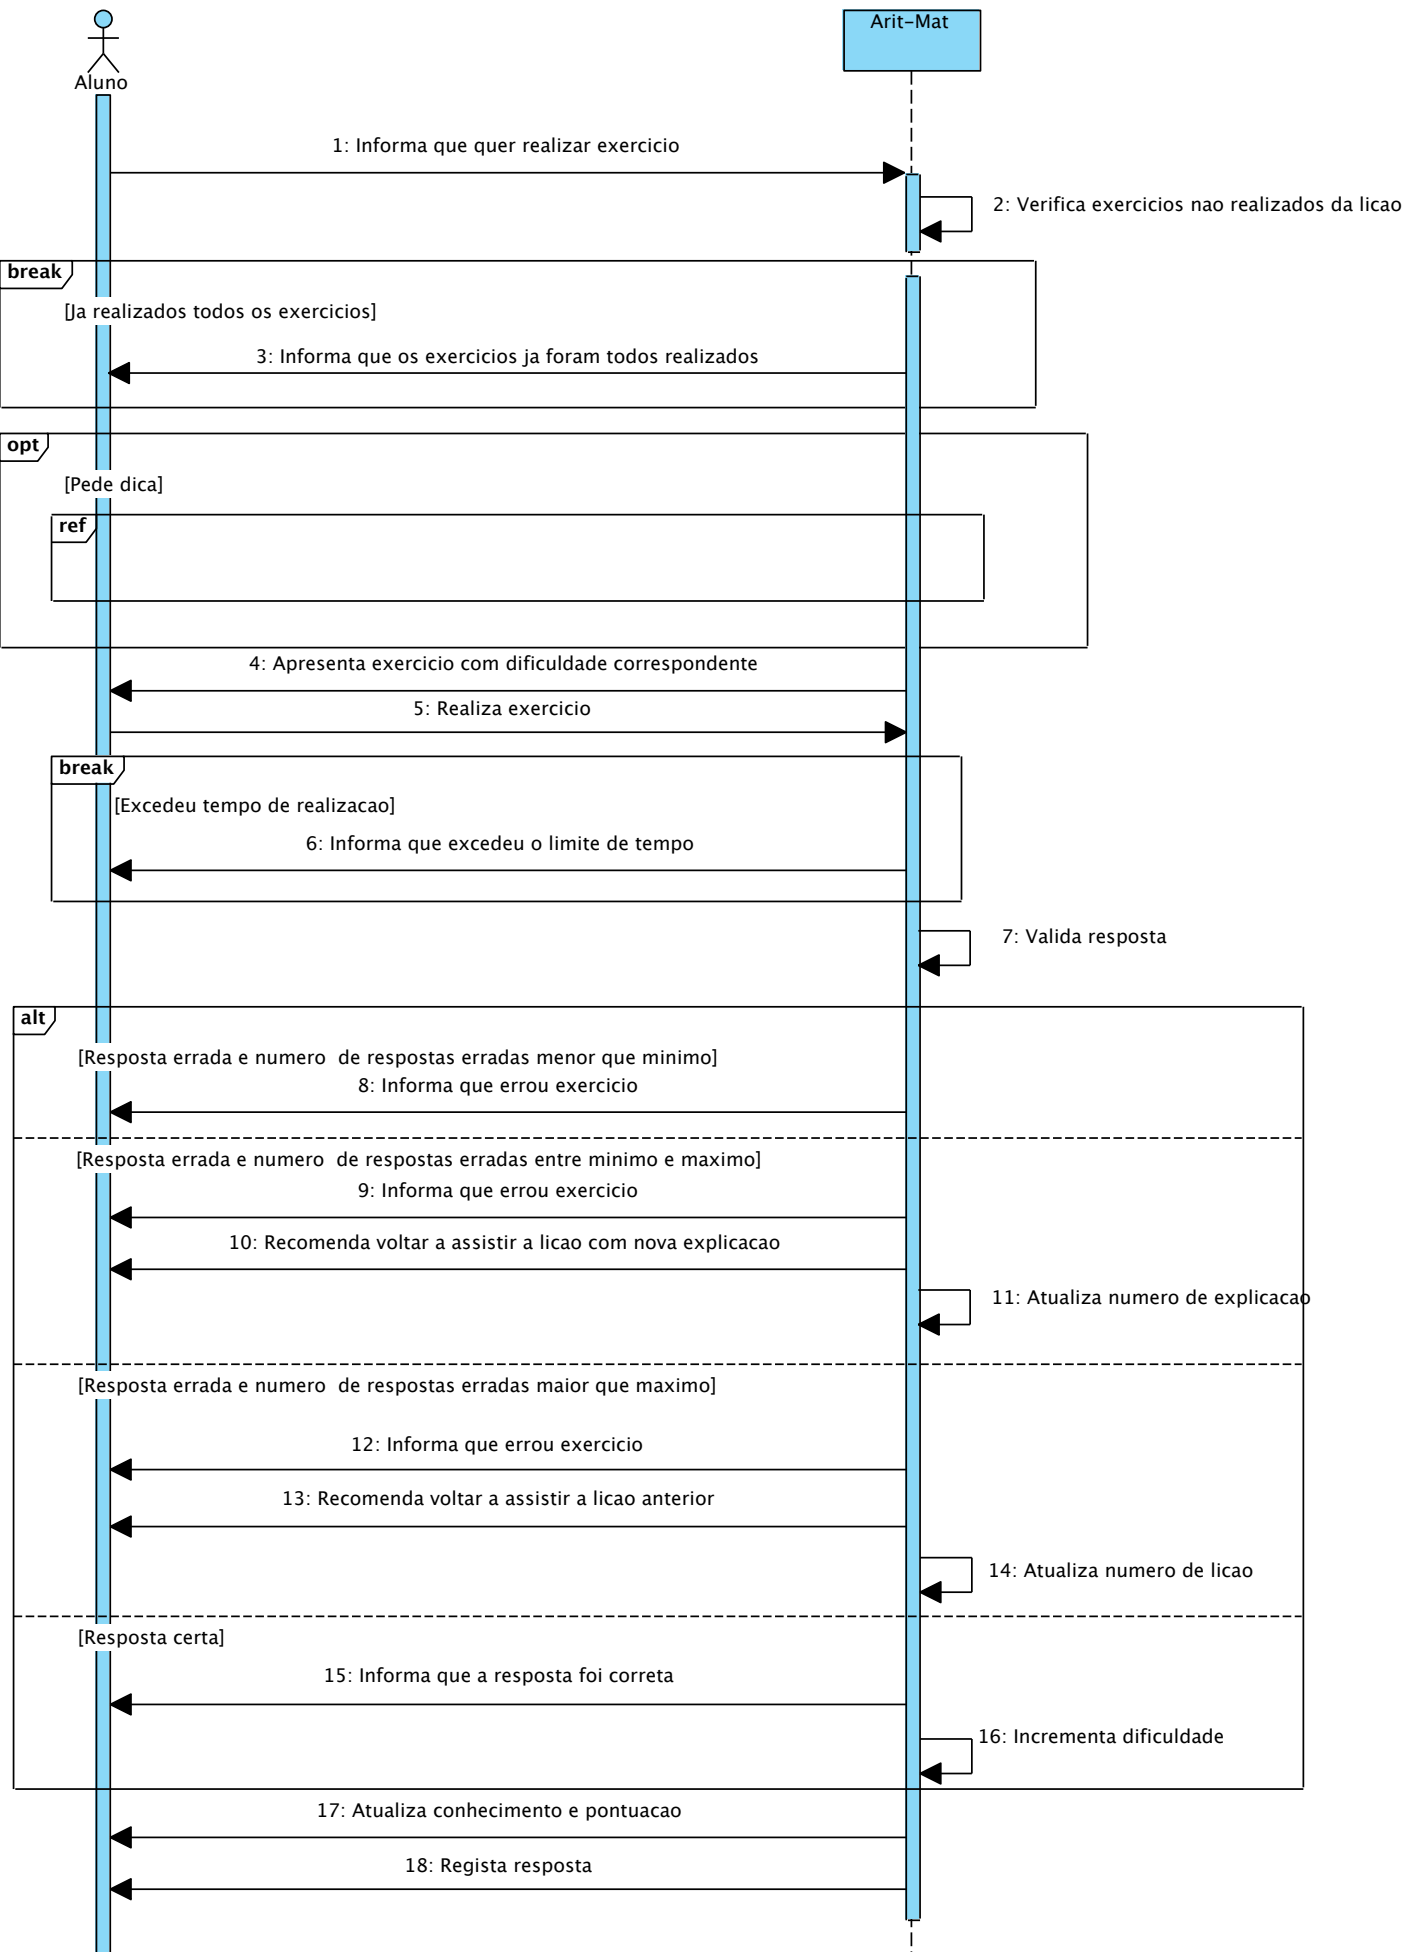 Aluno
Arit-Mat
1: Informa que quer realizar exercicio
2: Verifica exercicios nao realizados da licao
break
[Ja realizados todos os exercicios]
3: Informa que os exercicios ja foram todos realizados
opt
[Pede dica]
ref
4: Apresenta exercicio com dificuldade correspondente
5: Realiza exercicio
break
[Excedeu tempo de realizacao]
6: Informa que excedeu o limite de tempo
7: Valida resposta
alt
[Resposta errada e numero  de respostas erradas menor que minimo]
8: Informa que errou exercicio
[Resposta errada e numero  de respostas erradas entre minimo e maximo]
9: Informa que errou exercicio
10: Recomenda voltar a assistir a licao com nova explicacao
11: Atualiza numero de explicacao
[Resposta errada e numero  de respostas erradas maior que maximo]
12: Informa que errou exercicio
13: Recomenda voltar a assistir a licao anterior
14: Atualiza numero de licao
[Resposta certa]
15: Informa que a resposta foi correta
16: Incrementa dificuldade
17: Atualiza conhecimento e pontuacao
18: Regista resposta